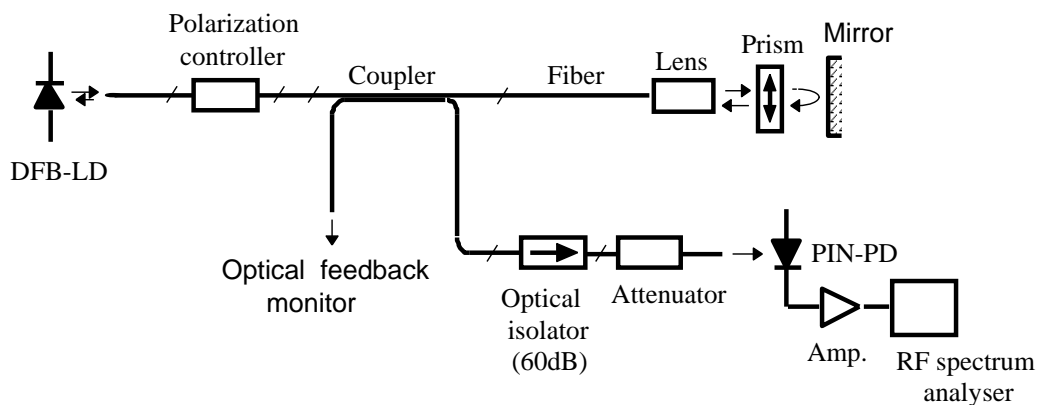 Polarization
controller
Coupler
Fiber
Lens
Prism
Mirror
DFB-LD
Optical feedback
monitor
Optical
isolator
(60dB)
Attenuator
PIN-PD
Amp.
RF spectrum
analyser